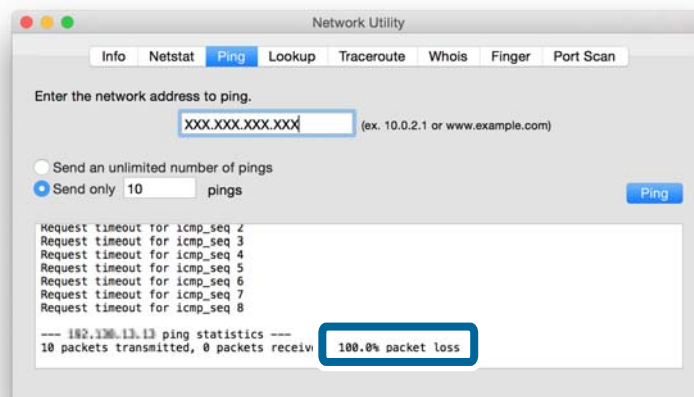 Network Utility
Info Netstat Ping Lookup Traceroute Whois Finger Port Scan
Enter the network address to ping.
XXX.XXX.XXX.XXX (ex. 10.0.2.1 or www.example.com)
Send an unlimited number of pings
Send only 10 pings
Ping
Request timeout for icmp_seq 2
Request timeout for icmp_seq 3
Request timeout for icmp_seq 4
Request timeout for icmp_seq 5
Request timeout for icmp_seq 6
Request timeout for icmp_seq 7
Request timeout for icmp_seq 8
--- ping statistics ---
10 packets transmitted, 0 packets receiv 100.0% packet loss